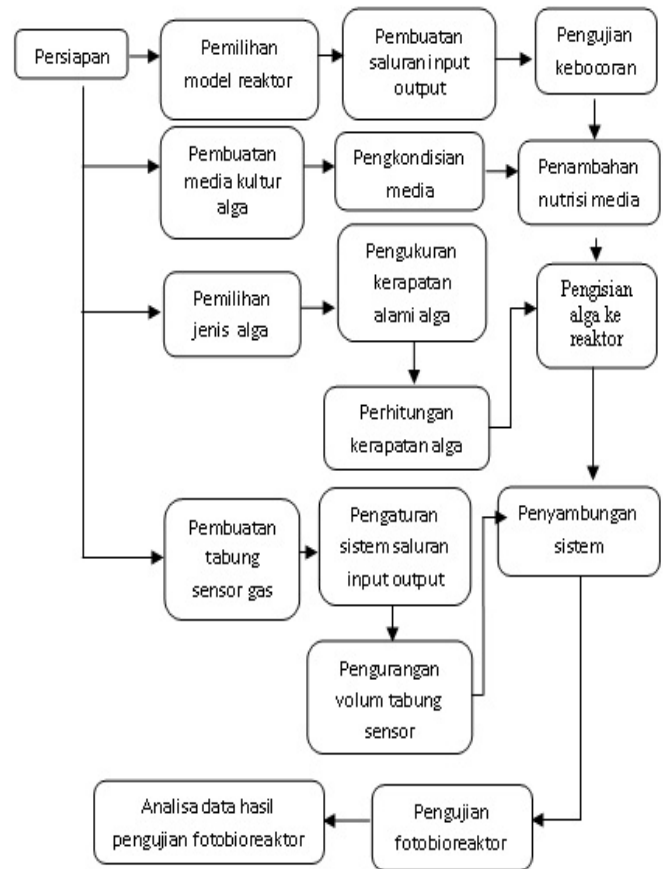 Persiapan
Pemilihan
model reaktor
Pembuatan
saluran input
output
Pengujian
kebocoran
Pembuatan
media kultur
alga
Pengkondisian
media
Penambahan
nutrisi media
Pemilihan
jenis alga
Pengukuran
kerapatan
alami alga
Pengisian
alga ke
reaktor
Perhitungan
kerapatan alga
Pembuatan
tabung
sensor gas
Pengaturan
sistem saluran
input output
Penyambungan
sistem
Pengurangan
volum tabung
sensor
Analisa data hasil
pengujian fotobioreaktor
Pengujian
fotobioreaktor